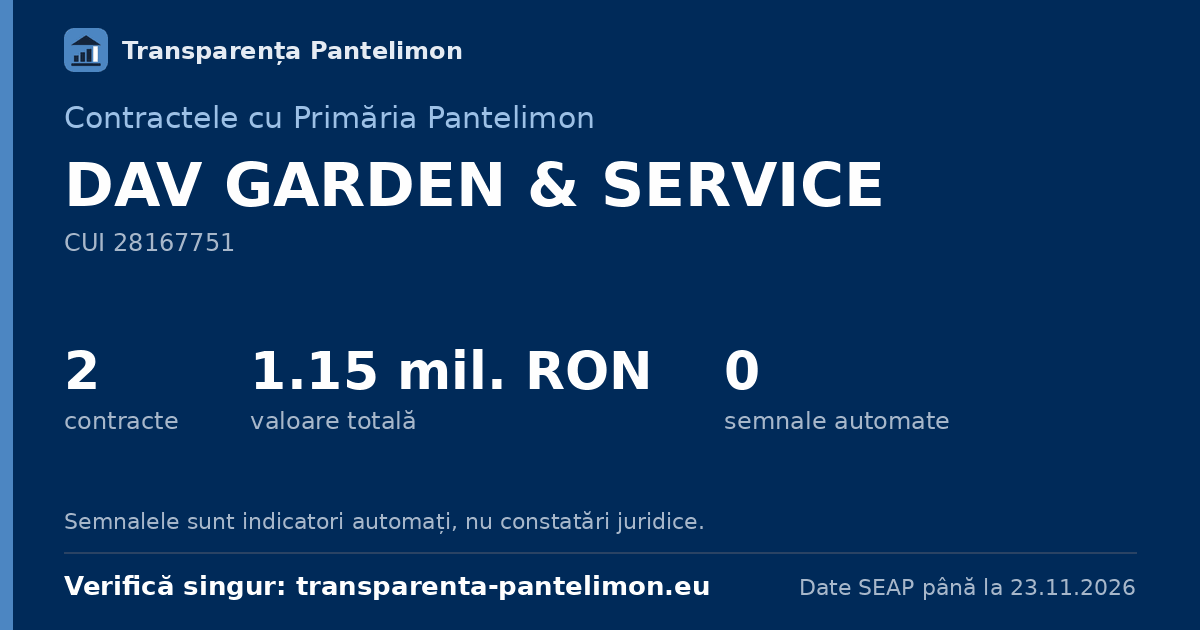 Transparența Pantelimon
Contractele cu Primăria Pantelimon
DAV GARDEN & SERVICE
CUI 28167751
2
contracte
1.15 mil. RON
valoare totală
0
semnale automate
Semnalele sunt indicatori automați, nu constatări juridice.
Verifică singur: transparenta-pantelimon.eu
Date SEAP până la 23.11.2026